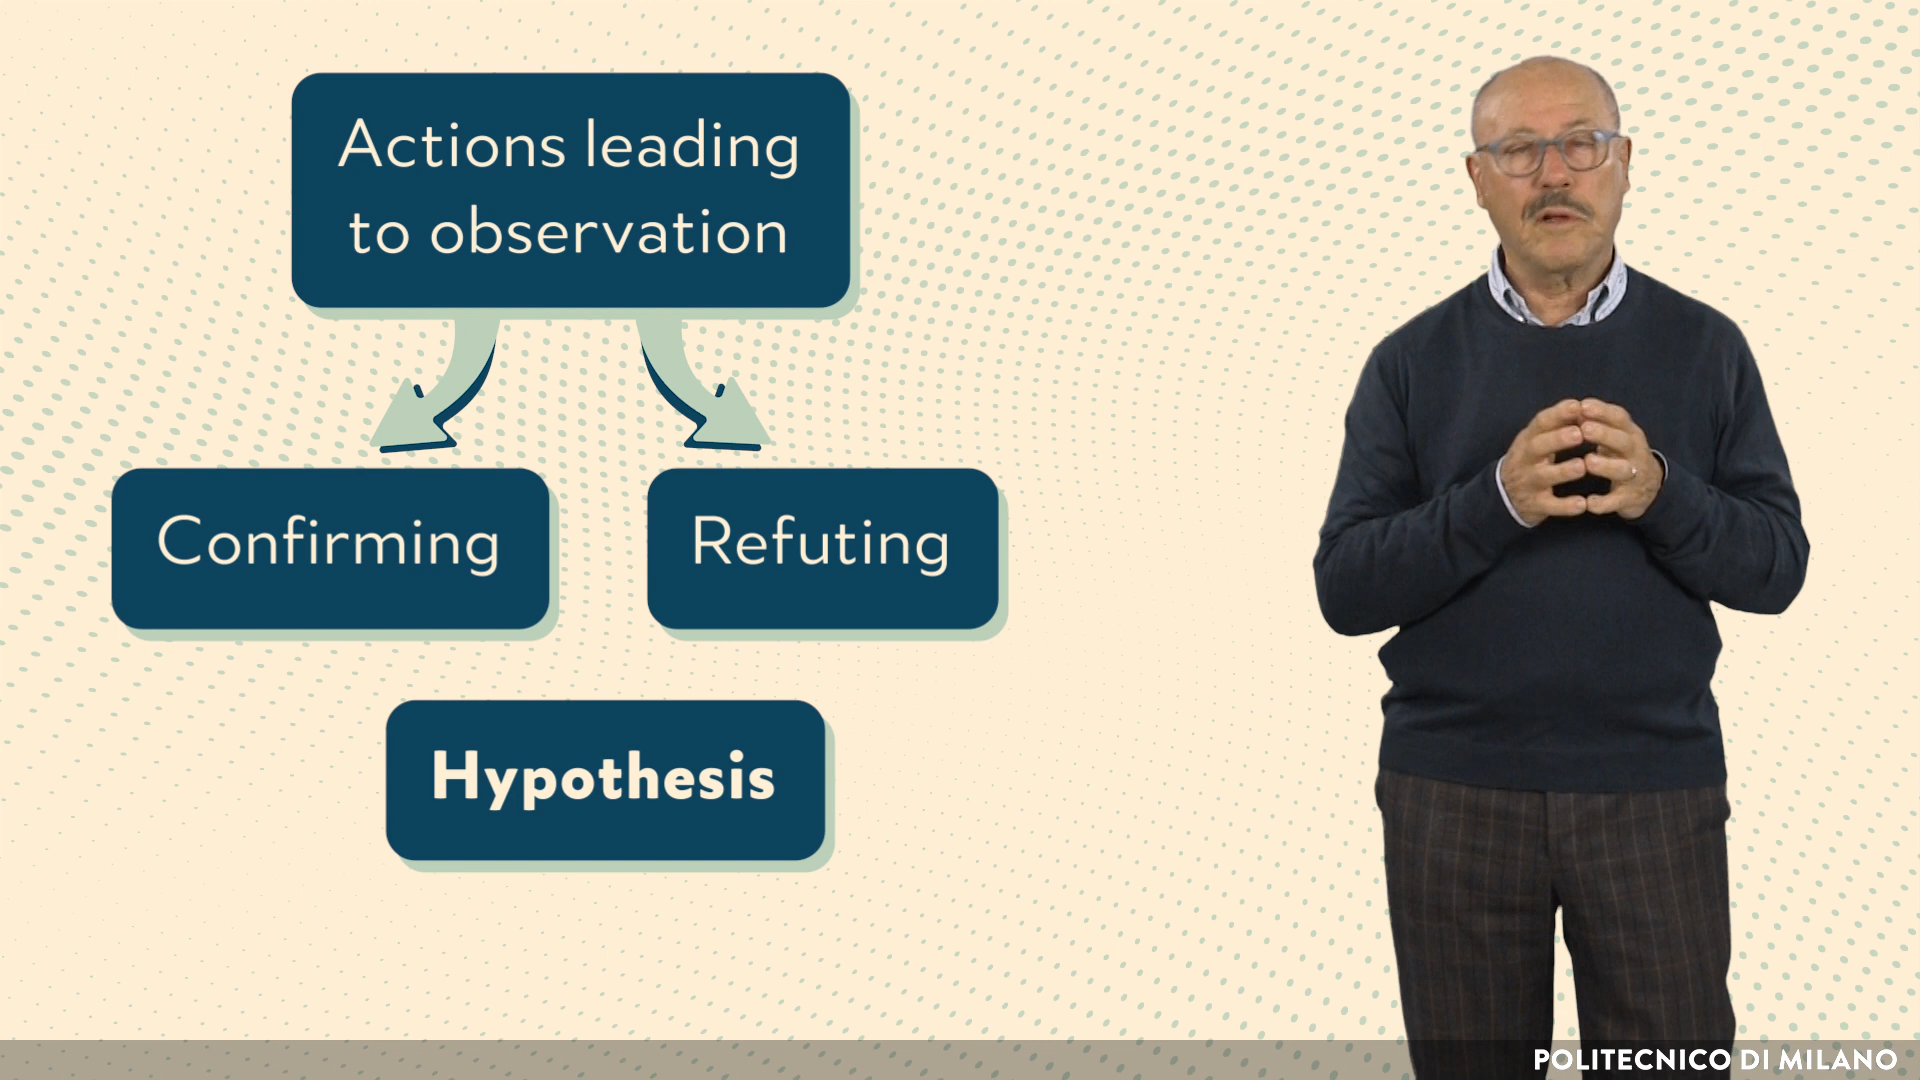 Actions leading
to observation
Confirming
Refuting
Hypothesis
POLITECNICO DI MILANO